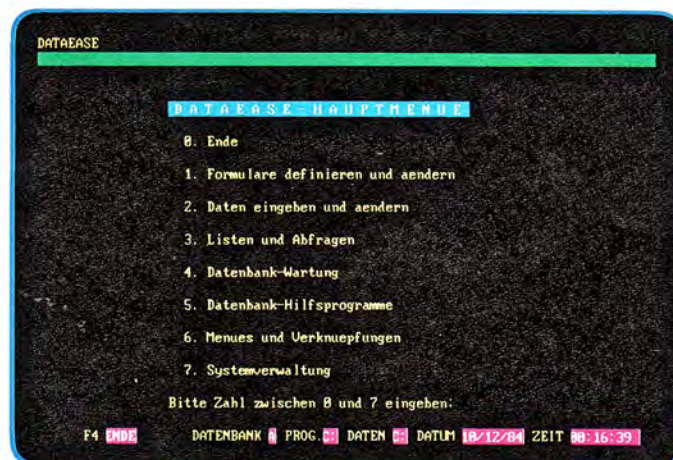 DATAEASE
DATAEASE-HAUPTMENUE
0. Ende
1. Formulare definieren und aendern
2. Daten eingeben und aendern
3. Listen und Abfragen
4. Datenbank-Wartung
5. Datenbank-Hilfsprogramme
6. Menues und Verknuepfungen
7. Systemverwaltung
Bitte Zahl zwischen 0 und 7 eingeben:
F4 ENDE DATENBANK A PROG.C: DATEN C: DATUM 10/12/84 ZEIT 00:16:39